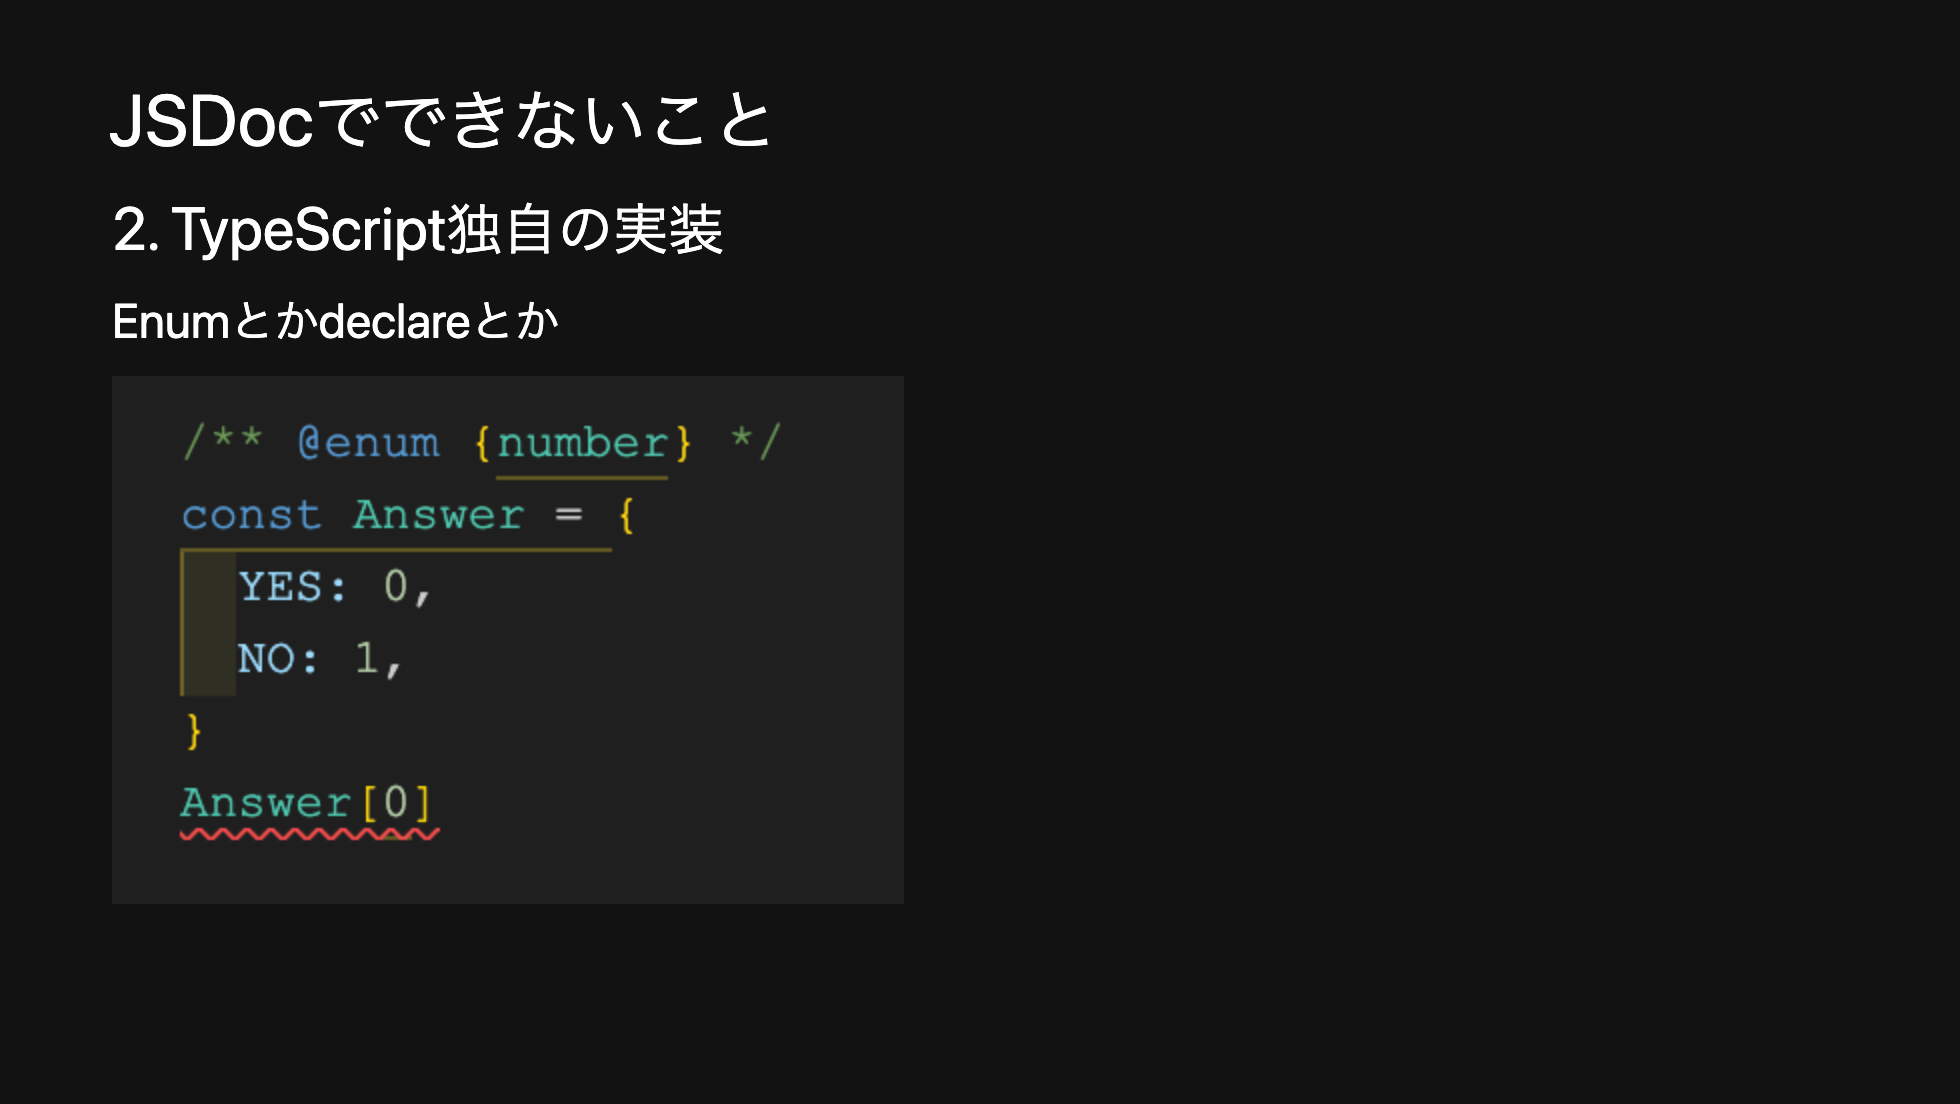 JSDocでできないこと
2. TypeScript独自の実装
Enumとかdeclareとか
/** @enum {number} */
const Answer = {
YES: 0,
NO: 1,
}
Answer[0]